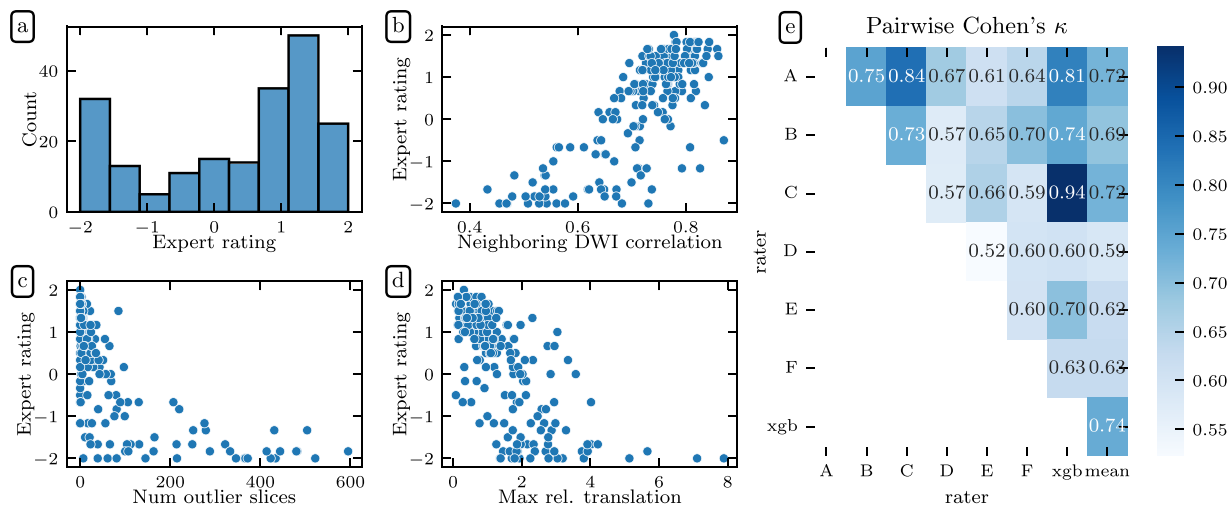 a
Count
40
20
0
−2 −1 0 1 2
Expert rating
b
Expert rating
2
1
0
−1
−2
0.4 0.6 0.8
Neighboring DWI correlation
c
Expert rating
2
1
0
−1
−2
0 200 400 600
Num outlier slices
d
Expert rating
2
1
0
−1
−2
0 2 4 6 8
Max rel. translation
e
Pairwise Cohen's κ
rater
A 0.75 0.84 0.67 0.61 0.64 0.81 0.72
B 0.73 0.57 0.65 0.70 0.74 0.69
C 0.57 0.66 0.59 0.94 0.72
D 0.52 0.60 0.60 0.59
E 0.60 0.70 0.62
F 0.63 0.63
xgb 0.74
A B C D E F xgb mean
rater
0.90
0.85
0.80
0.75
0.70
0.65
0.60
0.55